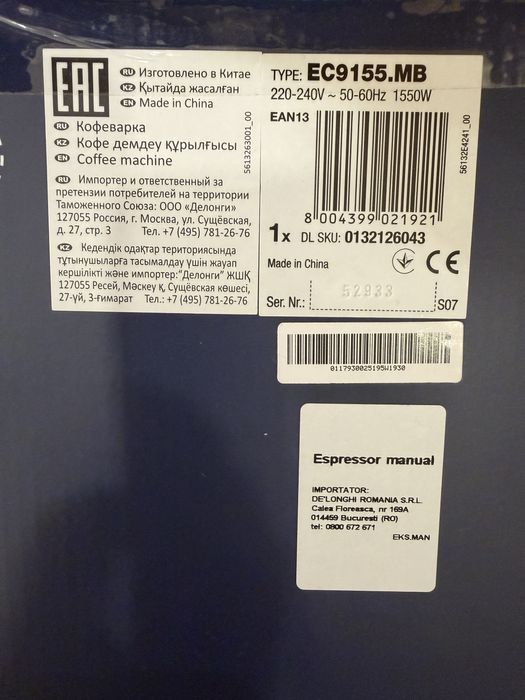 EAC
RU Изготовлено в Китае
KZ Қытайда жасалған
EN Made in China
RU Кофеварка
KZ Кофе демдеу құрылғысы
EN Coffee machine
5613263001_00
RU Импортер и ответственный за
претензии потребителей на территории
Таможенного Союза: ООО «Делонги»
127055 Россия, г. Москва, ул. Сущёвская,
д. 27, стр. 3 Тел.: +7 (495) 781-26-76
KZ Кедендік одақтар териториясында
тұтынушыларға тасымалдау үшін жауап
кершілікті және импортер:"Делонги" ЖШҚ
127055 Ресей, Мәскеу қ, Сущёвская көшесі,
27-үй, 3-ғимарат Тел.: +7 (495) 781-26-76
TYPE: EC9155.MB
220-240V ~ 50-60Hz 1550W
EAN13
56132E4241_00
8 004399 021921
1x DL SKU: 0132126043
Made in China
CE
Ser. Nr.: 52933 S07
0117930025195W1930
Espressor manual
IMPORTATOR:
DE'LONGHI ROMANIA S.R.L.
Calea Floreasca, nr 169A
014459 Bucuresti (RO)
tel: 0800 672 671
EKS.MAN